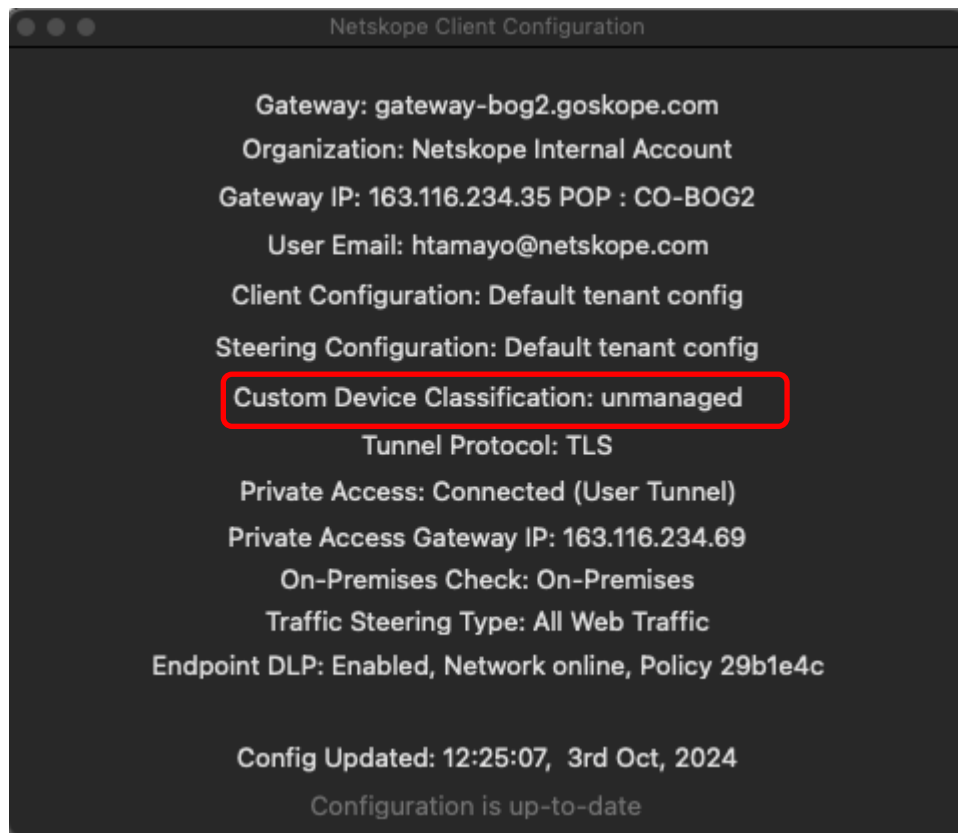 Netskope Client Configuration
Gateway: gateway-bog2.goskope.com
Organization: Netskope Internal Account
Gateway IP: 163.116.234.35 POP : CO-BOG2
User Email: htamayo@netskope.com
Client Configuration: Default tenant config
Steering Configuration: Default tenant config
Custom Device Classification: unmanaged
Tunnel Protocol: TLS
Private Access: Connected (User Tunnel)
Private Access Gateway IP: 163.116.234.69
On-Premises Check: On-Premises
Traffic Steering Type: All Web Traffic
Endpoint DLP: Enabled, Network online, Policy 29b1e4c
Config Updated: 12:25:07, 3rd Oct, 2024
Configuration is up-to-date